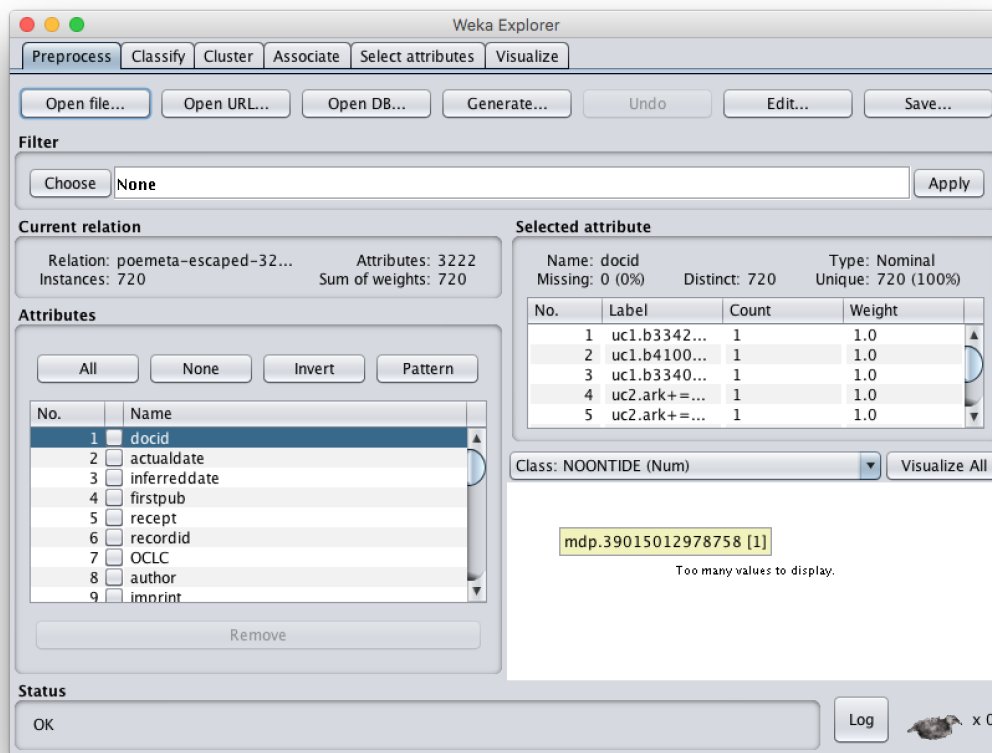 Weka Explorer
Preprocess Classify Cluster Associate Select attributes Visualize
Open file... Open URL... Open DB... Generate... Undo Edit... Save...
Filter
Choose None Apply
Current relation
Relation: poemeta-escaped-32... Attributes: 3222
Instances: 720 Sum of weights: 720
Attributes
All None Invert Pattern
No. Name
1 docid
2 actualdate
3 inferreddate
4 firstpub
5 recept
6 recordid
7 OCLC
8 author
9 imprint
Remove
Selected attribute
Name: docid Type: Nominal
Missing: 0 (0%) Distinct: 720 Unique: 720 (100%)
No. Label Count Weight
1 uc1.b3342... 1 1.0
2 uc1.b4100... 1 1.0
3 uc1.b3340... 1 1.0
4 uc2.ark+=... 1 1.0
5 uc2.ark+=... 1 1.0
Class: NOONTIDE (Num) Visualize All
mdp.39015012978758 [1]
Too many values to display.
Status
OK
Log x 0